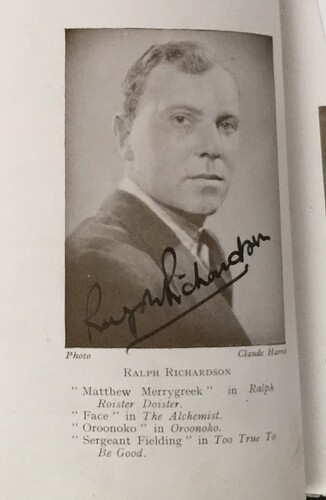 Ralph Richardson
Photo Claude Harris
RALPH RICHARDSON
"Matthew Merrygreek" in Ralph
Roister Doister.
"Face" in The Alchemist.
"Oroonoko" in Oroonoko.
"Sergeant Fielding" in Too True To
Be Good.